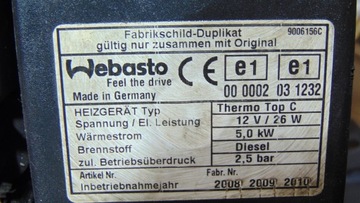 Fabrikschild-Duplikat 9006156C
gültig nur zusammen mit Original
Webasto CE e1 e1
Feel the drive
Made in Germany 00 0002 03 1232
HEIZGERÄT Typ Thermo Top C
Spannung / El. Leistung 12 V / 26 W
Wärmestrom 5,0 kW
Brennstoff Diesel
zul. Betriebsüberdruck 2,5 bar
Artikel Nr. Fabr. Nr.
Inbetriebnahmejahr 2008 2009 2010